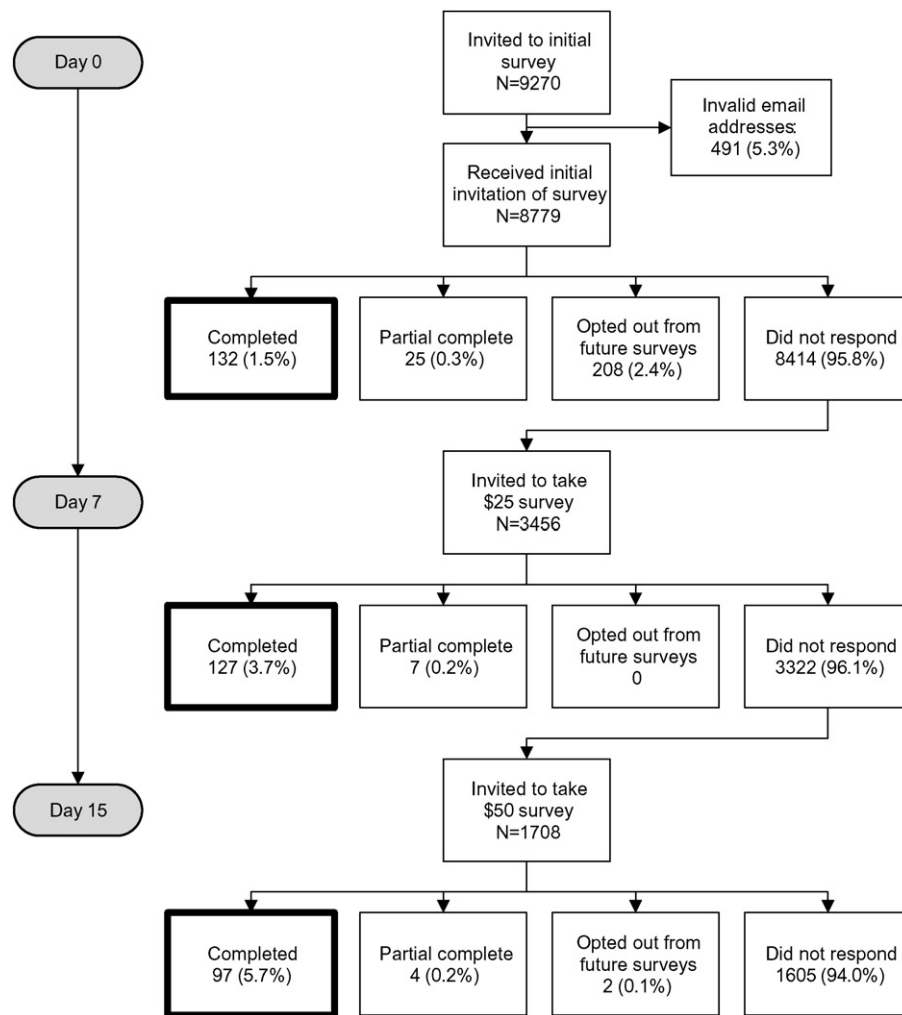 Day 0
Invited to initial
survey
N=9270
Invalid email
addresses:
491 (5.3%)
Received initial
invitation of survey
N=8779
Completed
132 (1.5%)
Partial complete
25 (0.3%)
Opted out from
future surveys
208 (2.4%)
Did not respond
8414 (95.8%)
Day 7
Invited to take
$25 survey
N=3456
Completed
127 (3.7%)
Partial complete
7 (0.2%)
Opted out from
future surveys
0
Did not respond
3322 (96.1%)
Day 15
Invited to take
$50 survey
N=1708
Completed
97 (5.7%)
Partial complete
4 (0.2%)
Opted out from
future surveys
2 (0.1%)
Did not respond
1605 (94.0%)